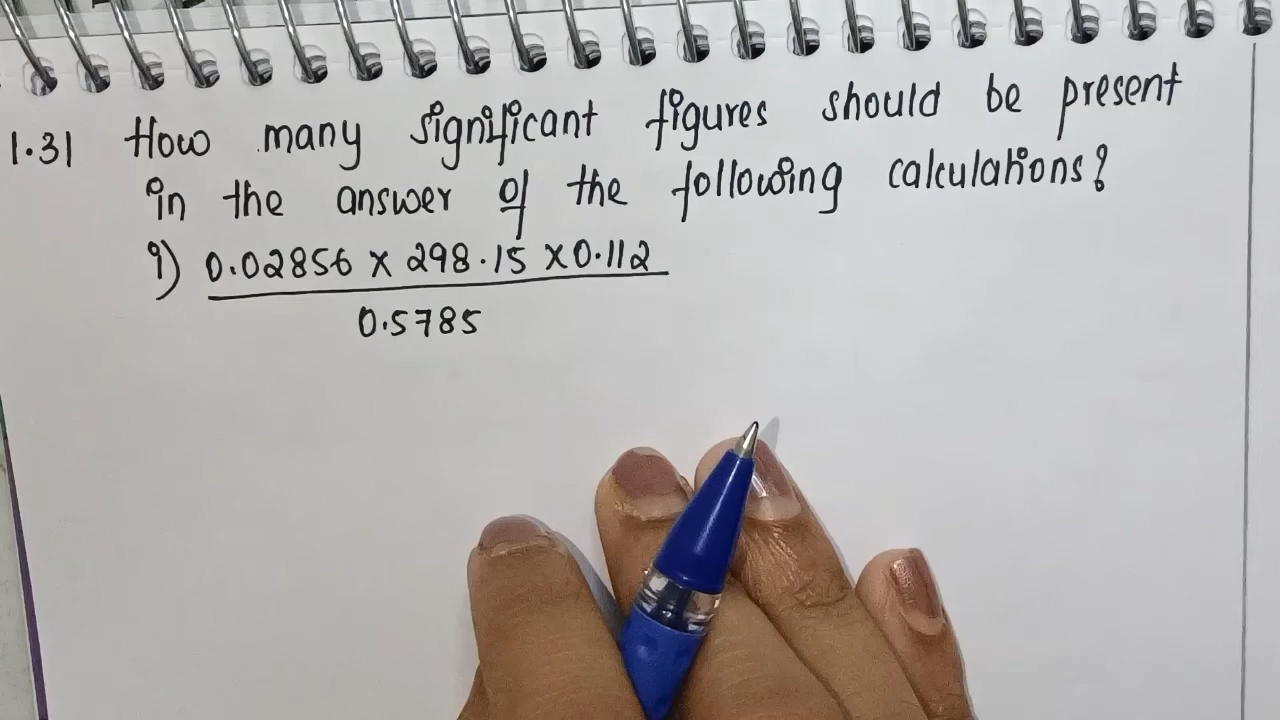 1.31 How many significant figures should be present
in the answer of the following calculations?
i) 0.02856 x 298.15 x 0.112
0.5785